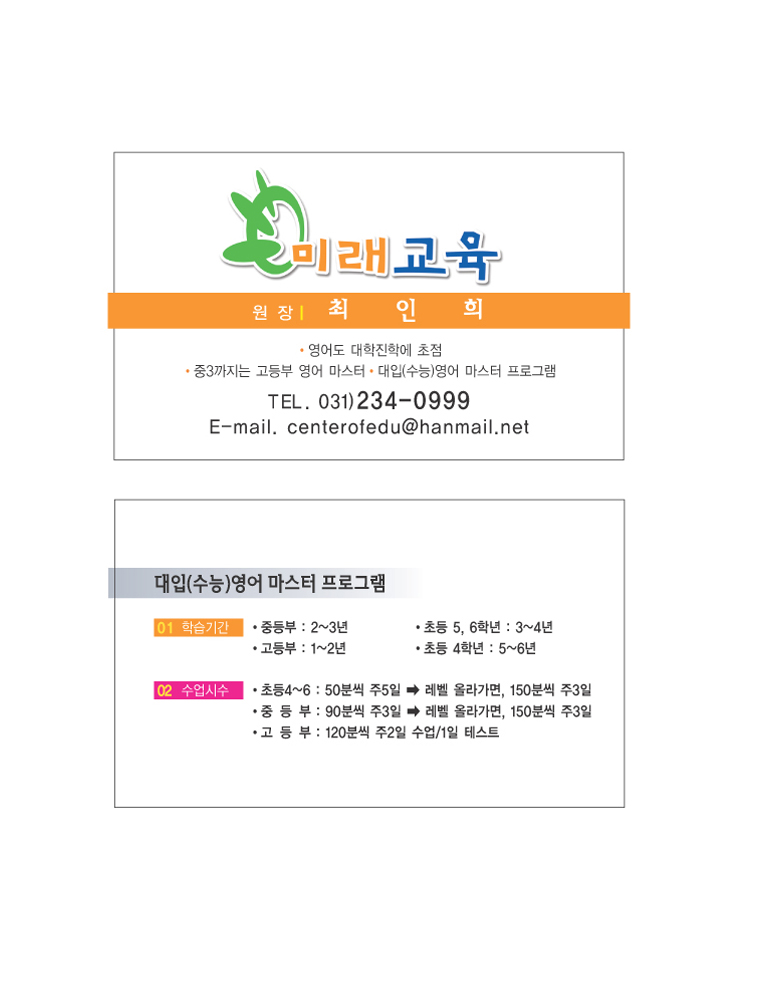 미래교육
원 장 최 인 희
• 영어도 대학진학에 초점
• 중3까지는 고등부 영어 마스터 • 대입(수능)영어 마스터 프로그램
TEL. 031)234-0999
E-mail. centerofedu@hanmail.net
대입(수능)영어 마스터 프로그램
01 학습기간 • 중등부 : 2~3년 • 초등 5, 6학년 : 3~4년
• 고등부 : 1~2년 • 초등 4학년 : 5~6년
02 수업시수 • 초등4~6 : 50분씩 주5일 ➡ 레벨 올라가면, 150분씩 주3일
• 중 등 부 : 90분씩 주3일 ➡ 레벨 올라가면, 150분씩 주3일
• 고 등 부 : 120분씩 주2일 수업/1일 테스트